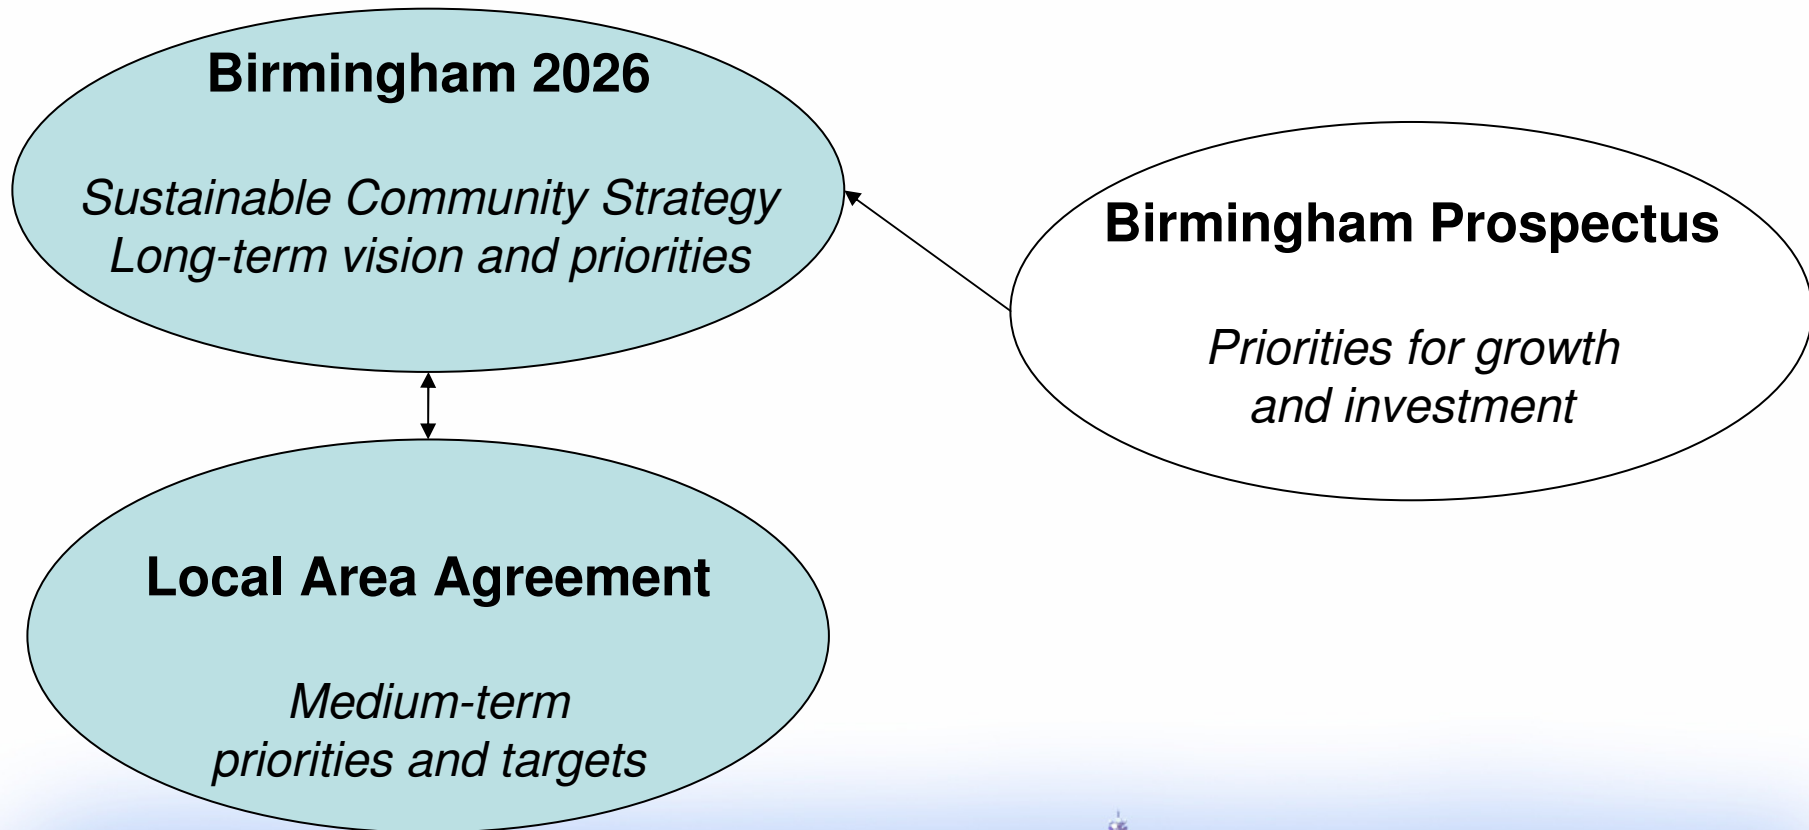 Birmingham 2026
Sustainable Community Strategy
Long-term vision and priorities
Birmingham Prospectus
Priorities for growth
and investment
Local Area Agreement
Medium-term
priorities and targets